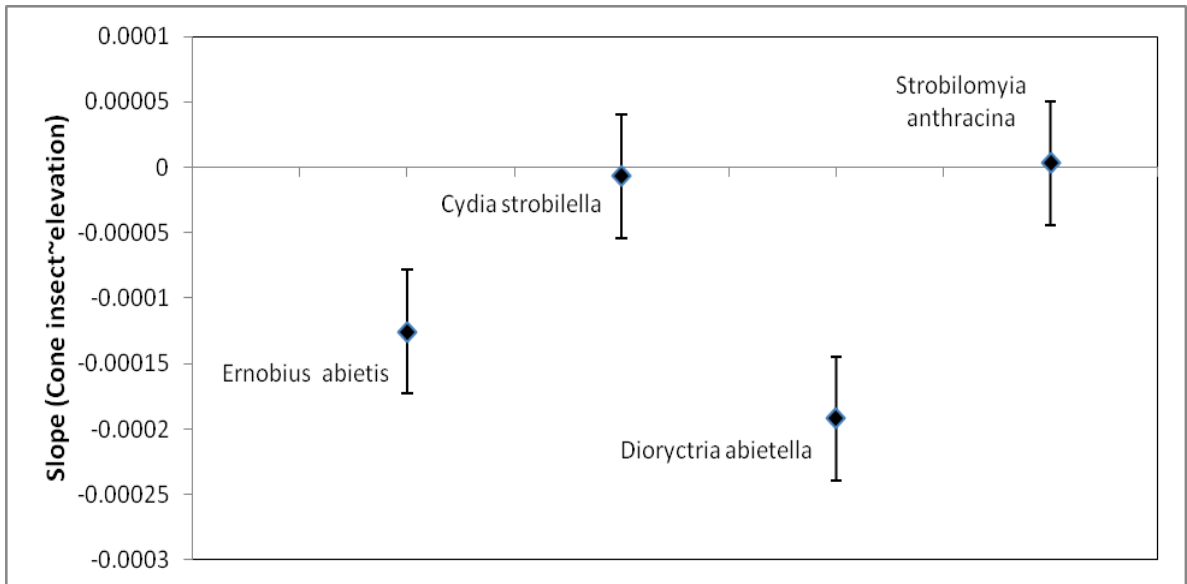 0.0001
0.00005
0
-0.00005
-0.0001
-0.00015
-0.0002
-0.00025
-0.0003
Slope (Cone insect~elevation)
Ernobius abietis
Cydia strobilella
Dioryctria abietella
Strobilomyia
anthracina